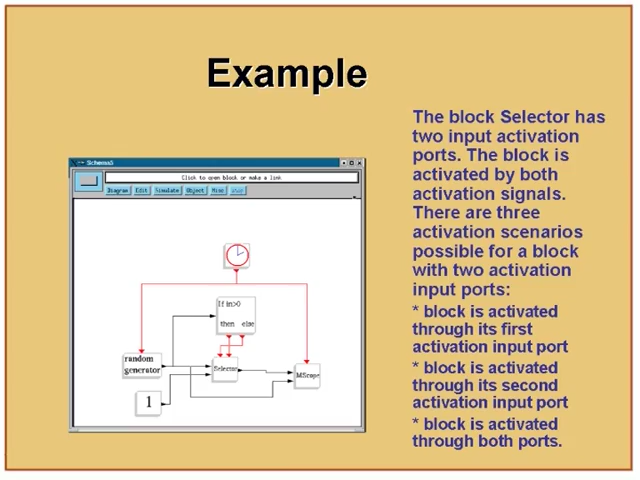 Example
The block Selector has
two input activation
ports. The block is
activated by both
activation signals.
There are three
activation scenarios
possible for a block
with two activation
input ports:
* block is activated
through its first
activation input port
* block is activated
through its second
activation input port
* block is activated
through both ports.
Click to open block or make a link
Diagram Edit Simulate Object Misc
If in>0
then else
random
generator
Selector
MScope
1